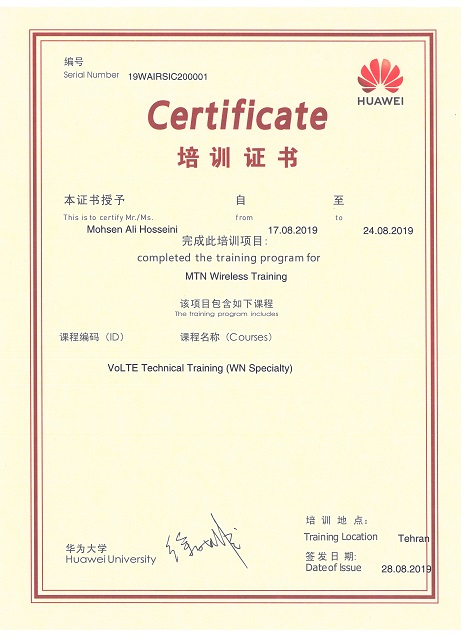 编号
Serial Number 19WAIRSIC200001
HUAWEI
Certificate
培训证书
本证书授予 自 至
This is to certify Mr./Ms. from to
Mohsen Ali Hosseini 17.08.2019 24.08.2019
完成此培训项目:
completed the training program for
MTN Wireless Training
该项目包含如下课程
The training program includes
课程编码（ID） 课程名称（Courses）
VoLTE Technical Training (WN Specialty)
培 训 地 点:
Training Location Tehran
华为大学
Huawei University
签 发 日 期:
Date of Issue 28.08.2019